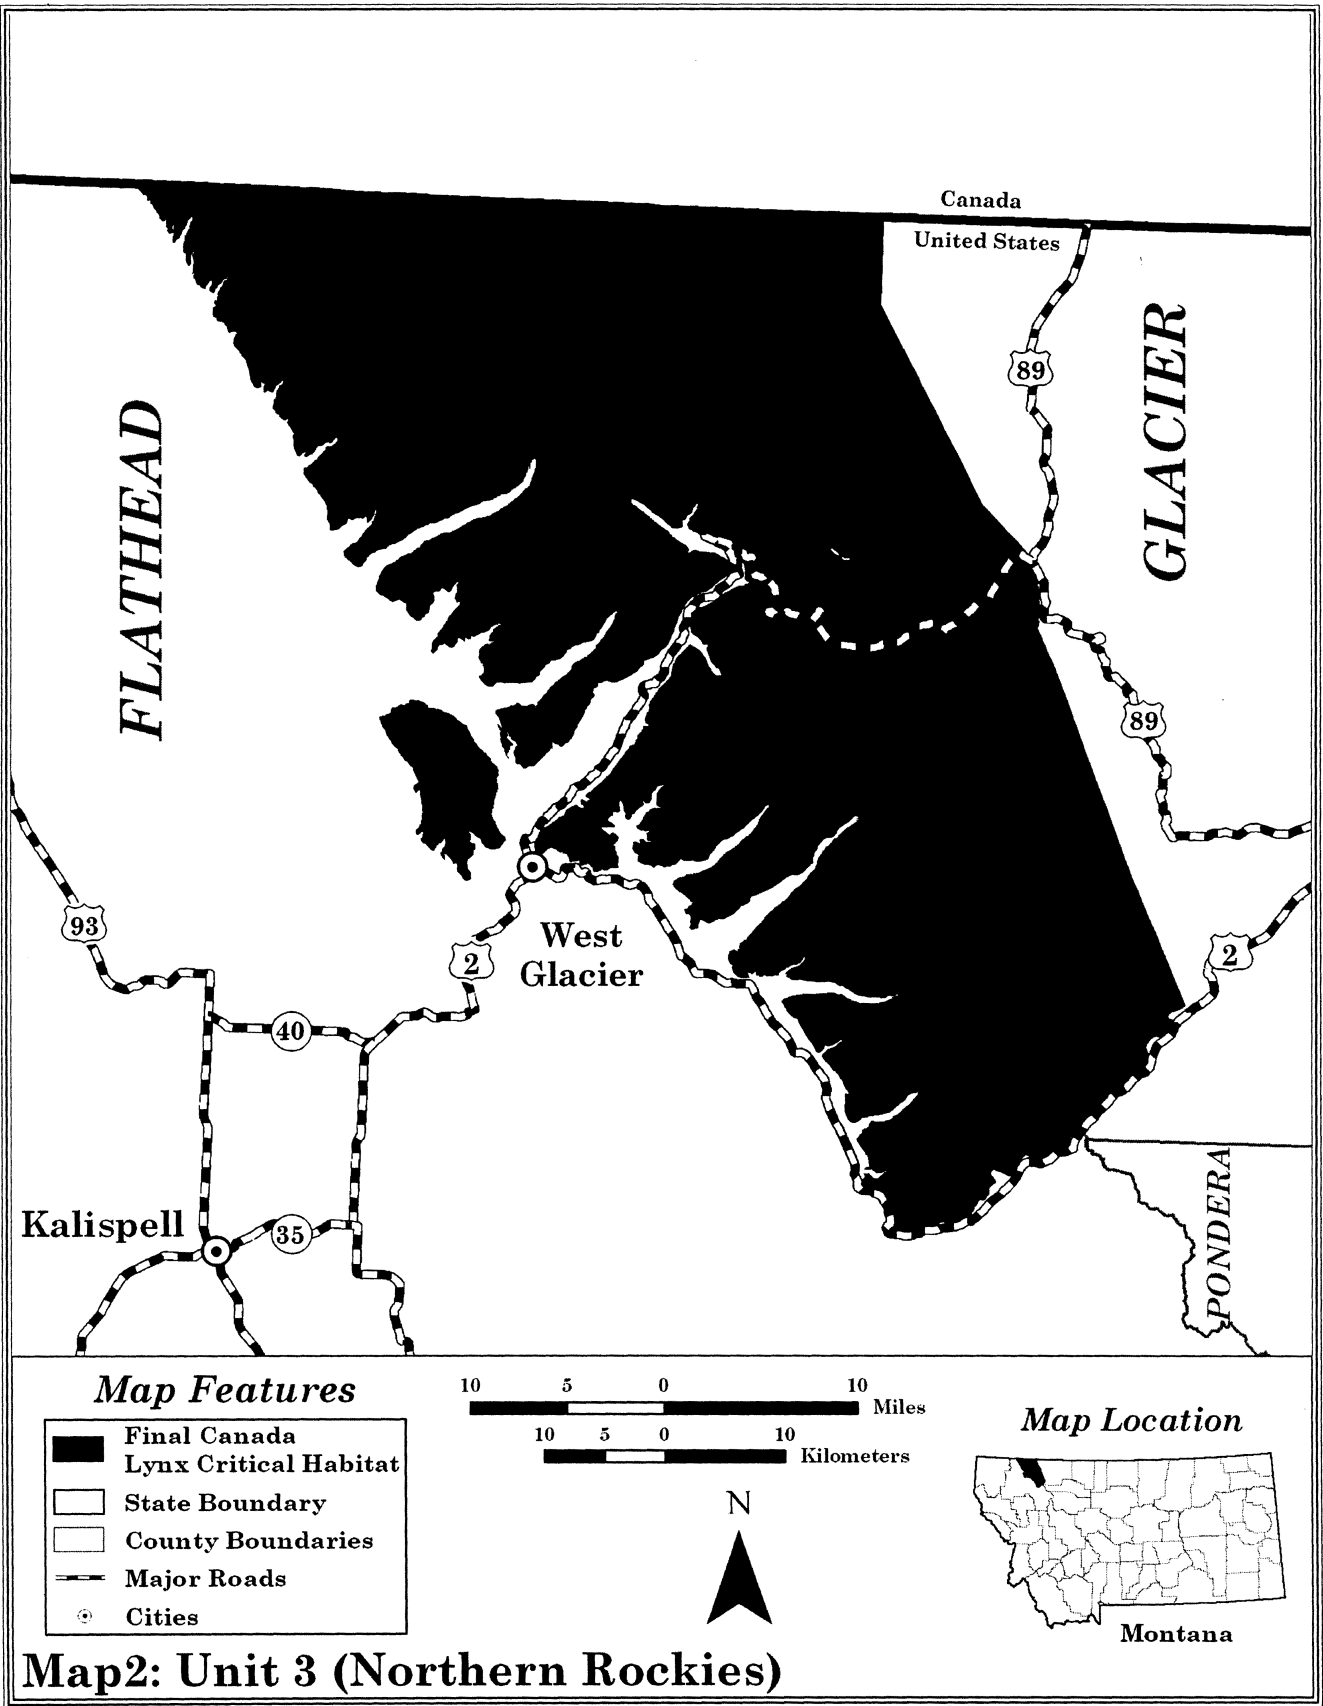 Canada
United States
89
GLACIER
FLATHEAD
89
93
2
West
Glacier
2
40
Kalispell
35
PONDERA
Map Features
Final Canada
Lynx Critical Habitat
State Boundary
County Boundaries
Major Roads
Cities
10 5 0 10
Miles
10 5 0 10
Kilometers
N
Map Location
Montana
Map2: Unit 3 (Northern Rockies)